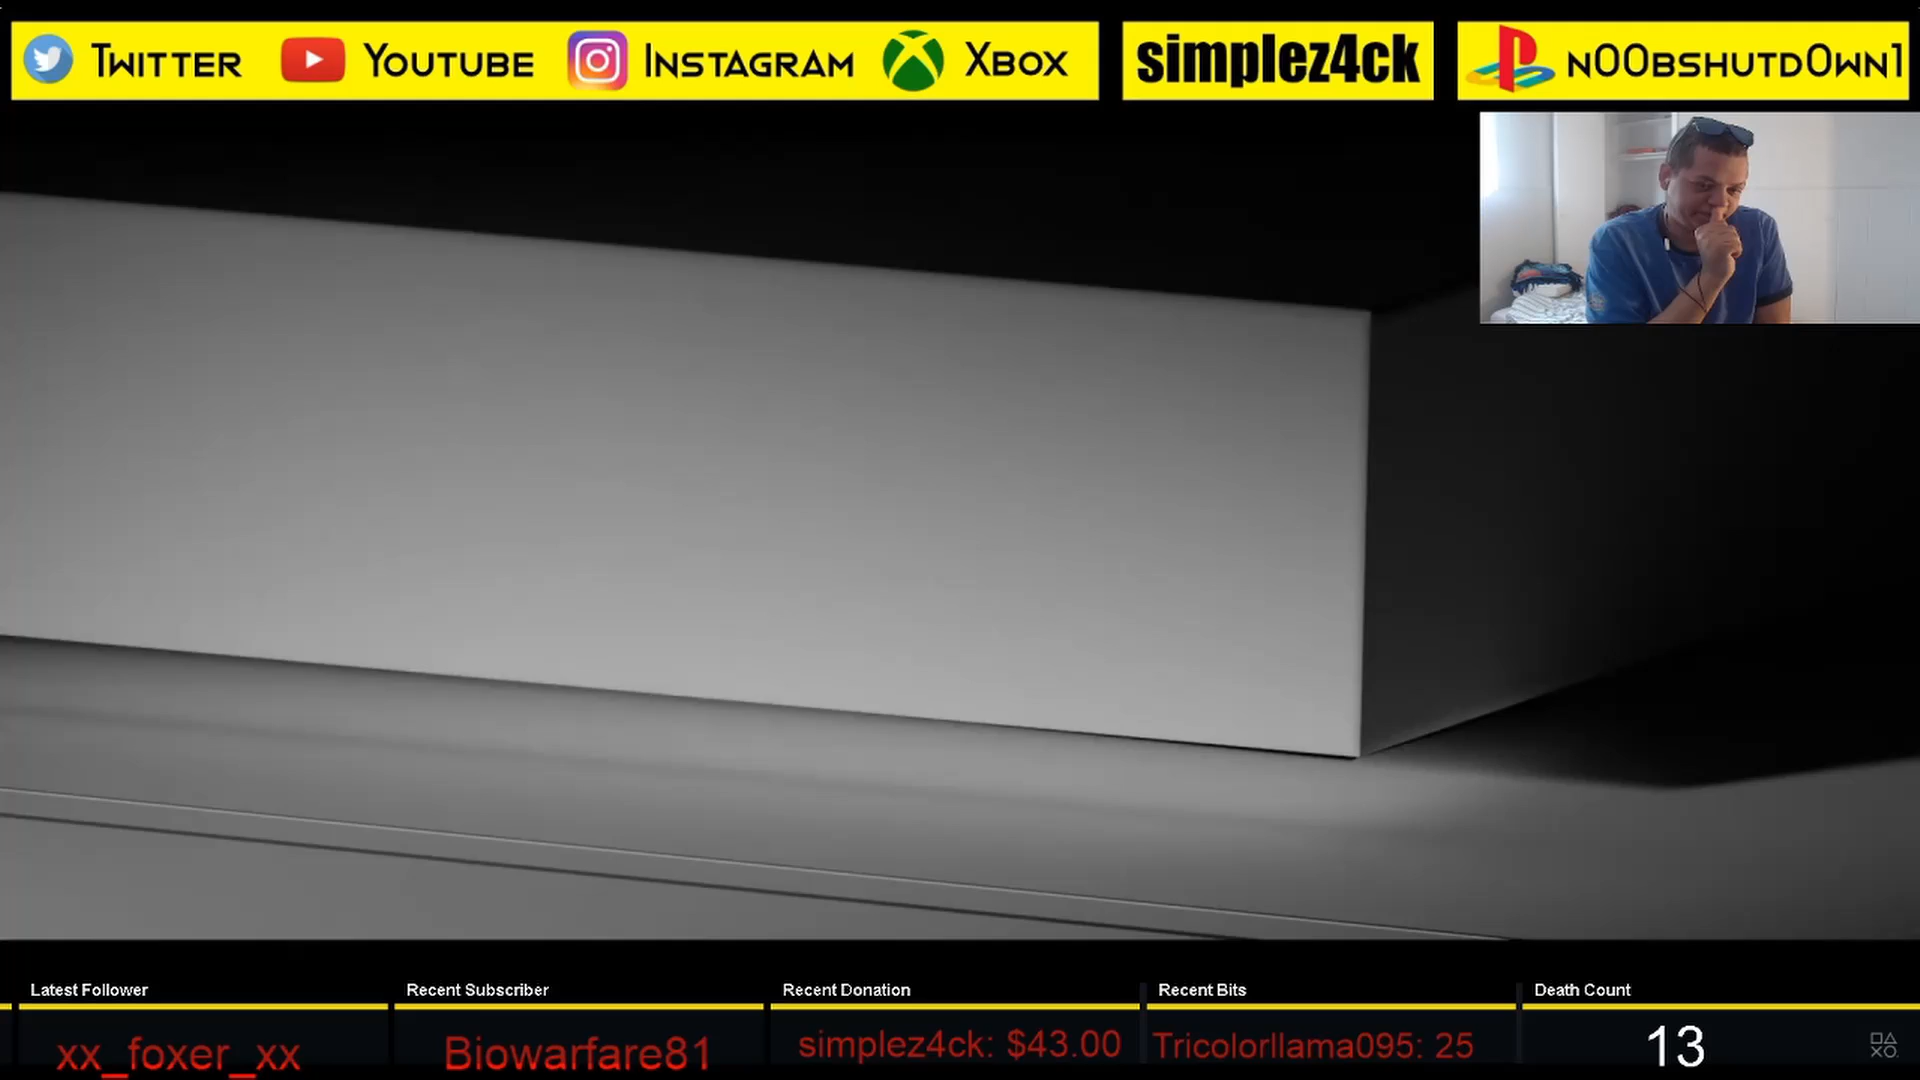 Twitter Youtube Instagram Xbox simplez4ck n00bshutd0wn1
Latest Follower Recent Subscriber Recent Donation Recent Bits Death Count
xx_foxer_xx Biowarfare81 simplez4ck: $43.00 Tricolorllama095: 25 13